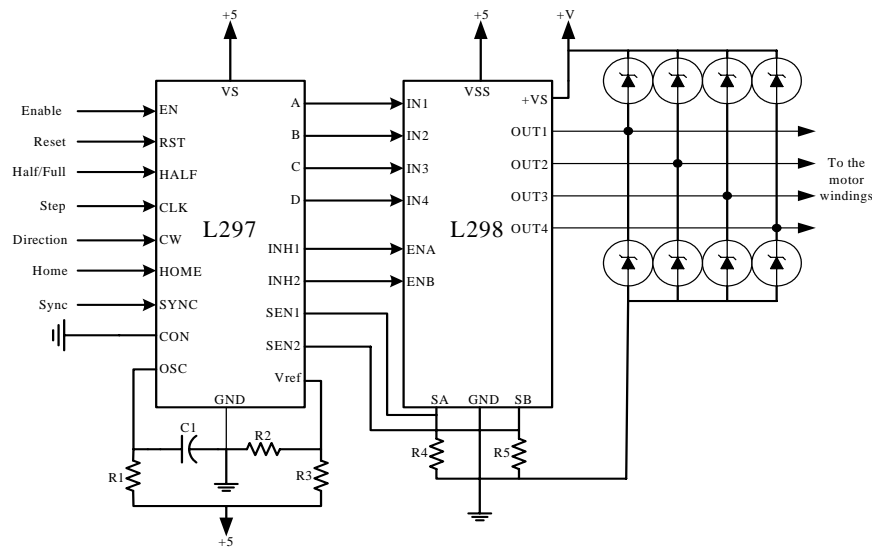 +5
+5
+V
VS
VSS
+VS
Enable
EN
A
IN1
Reset
RST
B
IN2
OUT1
Half/Full
HALF
C
IN3
OUT2
To the
motor
windings
Step
CLK
D
IN4
OUT3
L297
L298
OUT4
Direction
CW
INH1
ENA
Home
HOME
INH2
ENB
Sync
SYNC
SEN1
CON
SEN2
OSC
Vref
GND
SA
GND
SB
C1
R2
R4
R5
R1
R3
+5